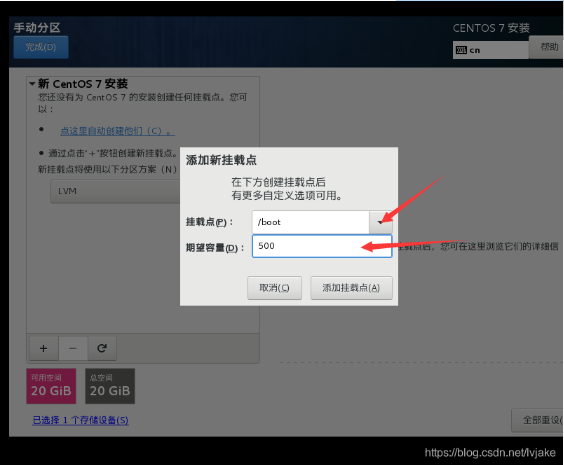 手动分区
CENTOS 7 安装
完成(D)
cn
帮助
新 CentOS 7 安装
您还没有为 CentOS 7 的安装创建任何挂载点。您可
以：
点这里自动创建他们（C）。
通过点击"+"按钮创建新挂载点。
新挂载点将使用以下分区方案（N）
LVM
添加新挂载点
在下方创建挂载点后
有更多自定义选项可用。
挂载点(P)：
/boot
期望容量(D)：
500
挂载点后，您可在这里浏览它们的详细信
取消(C)
添加挂载点(A)
+
−
可用空间
20 GiB
总空间
20 GiB
已选择 1 个存储设备(S)
全部重设(
https://blog.csdn.net/lvjake